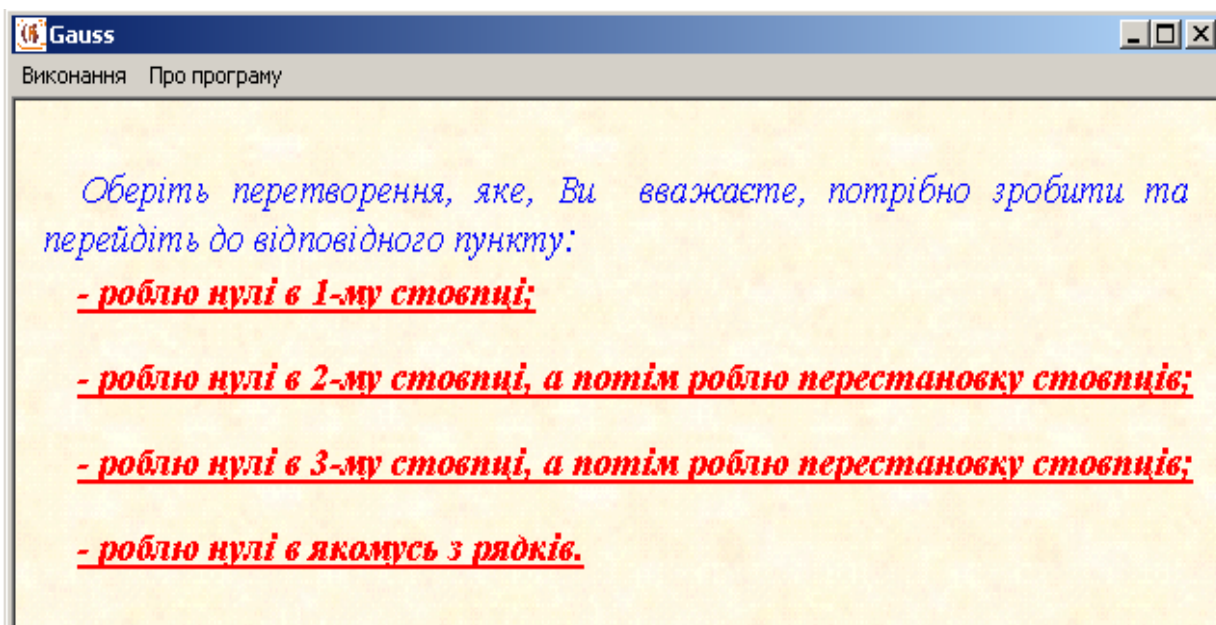 Gauss
Виконання Про програму
Оберіть перетворення, яке, Ви вважаєте, потрібно зробити та
перейдіть до відповідного пункту:
- роблю нулі в 1-му стовпці;
- роблю нулі в 2-му стовпці, а потім роблю перестановку стовпців;
- роблю нулі в 3-му стовпці, а потім роблю перестановку стовпців;
- роблю нулі в якомусь з рядків.